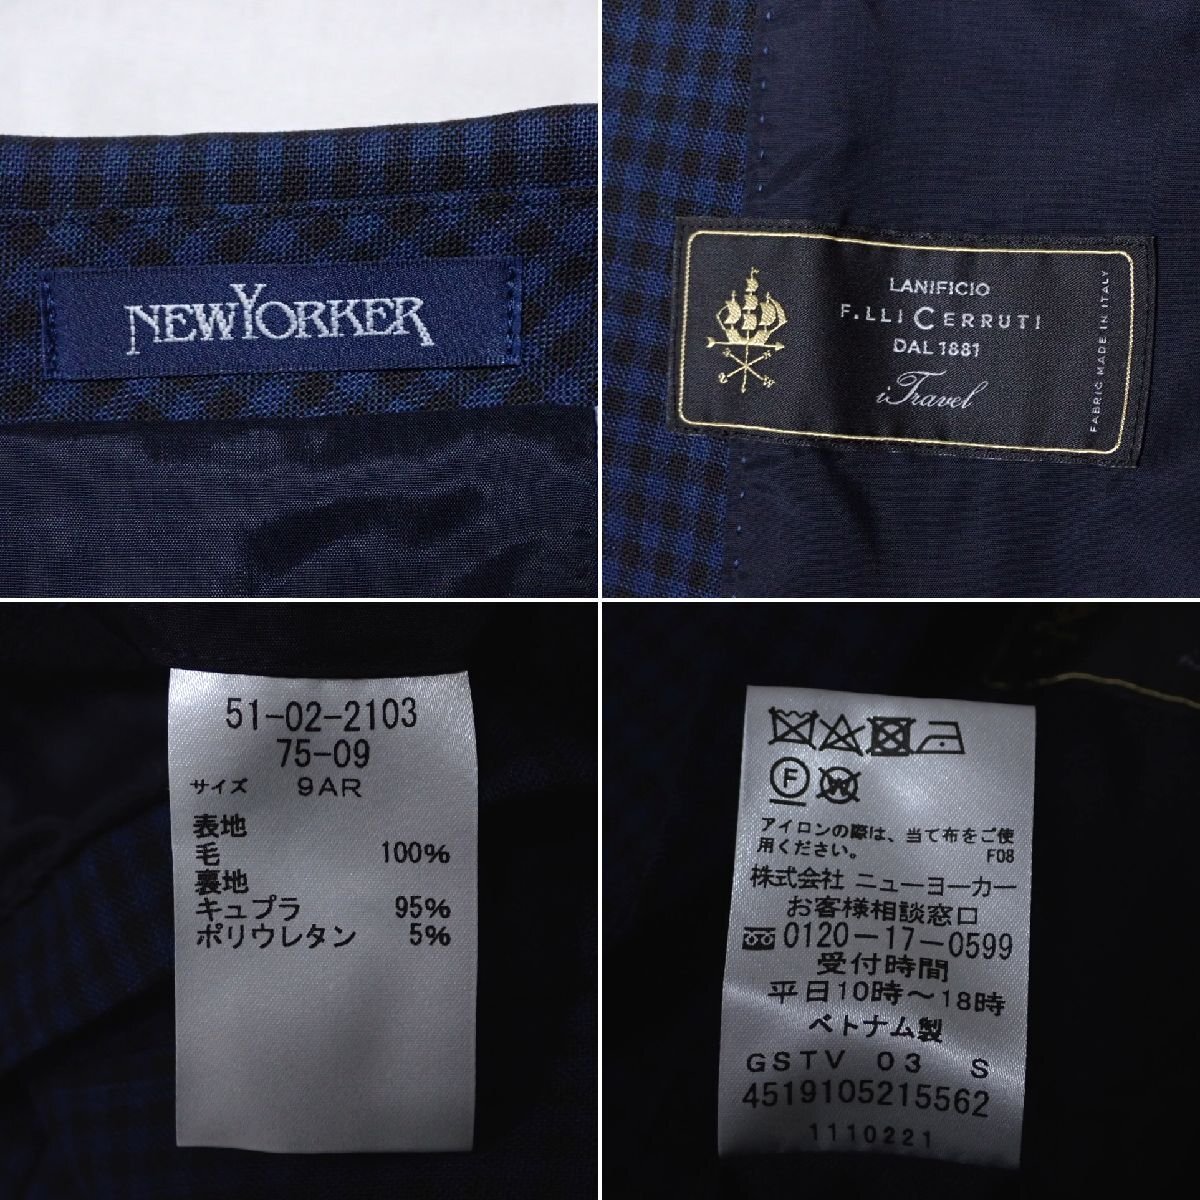 NEWYORKER
LANIFICIO
F.LLI CERRUTI
DAL 1881
iTravel
FABRIC MADE IN ITALY
51-02-2103
75-09
サイズ 9AR
表地
毛 100%
裏地
キュプラ 95%
ポリウレタン 5%
F
W
アイロンの際は、当て布をご使
用ください。 F08
株式会社 ニューヨーカー
お客様相談窓口
0120-17-0599
受付時間
平日10時～18時
ベトナム製
GSTV 03 S
4519105215562
1110221